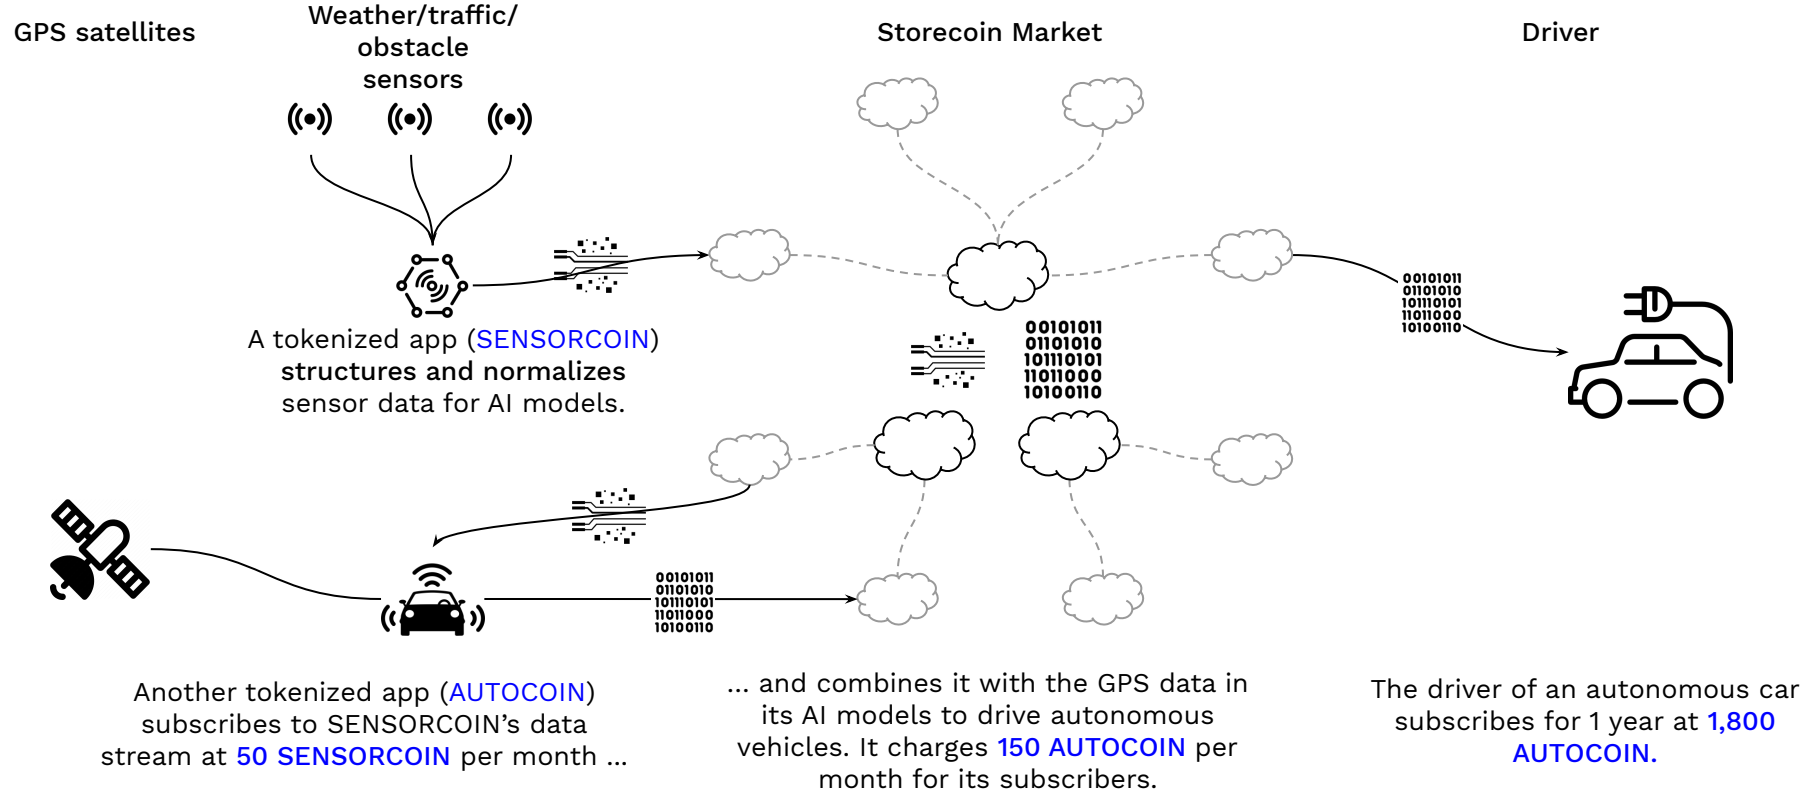 GPS satellites
Weather/traffic/
obstacle
sensors
Storecoin Market
Driver
00101011
01101010
101110101
11011000
10100110
A tokenized app (SENSORCOIN)
structures and normalizes
sensor data for AI models.
00101011
01101010
101110101
11011000
10100110
00101011
01101010
101110101
11011000
10100110
Another tokenized app (AUTOCOIN)
subscribes to SENSORCOIN’s data
stream at 50 SENSORCOIN per month ...
... and combines it with the GPS data in
its AI models to drive autonomous
vehicles. It charges 150 AUTOCOIN per
month for its subscribers.
The driver of an autonomous car
subscribes for 1 year at 1,800
AUTOCOIN.